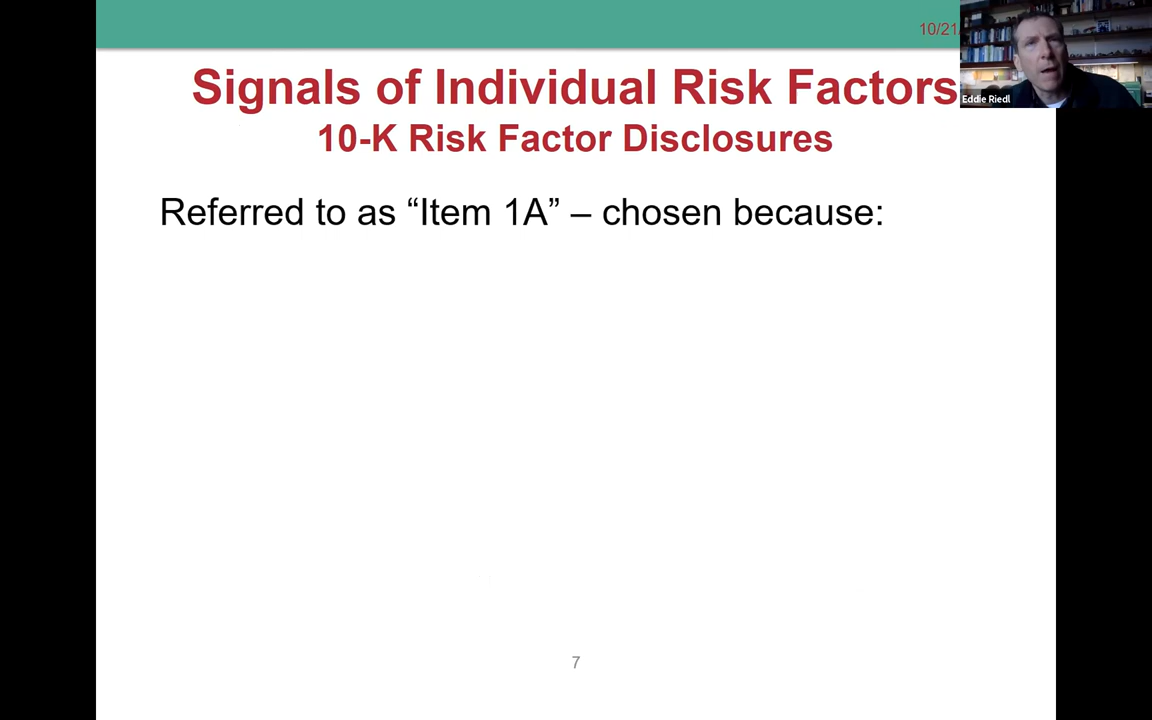 10/21
Eddie Riedl
Signals of Individual Risk Factors
10-K Risk Factor Disclosures
Referred to as “Item 1A” – chosen because:
7